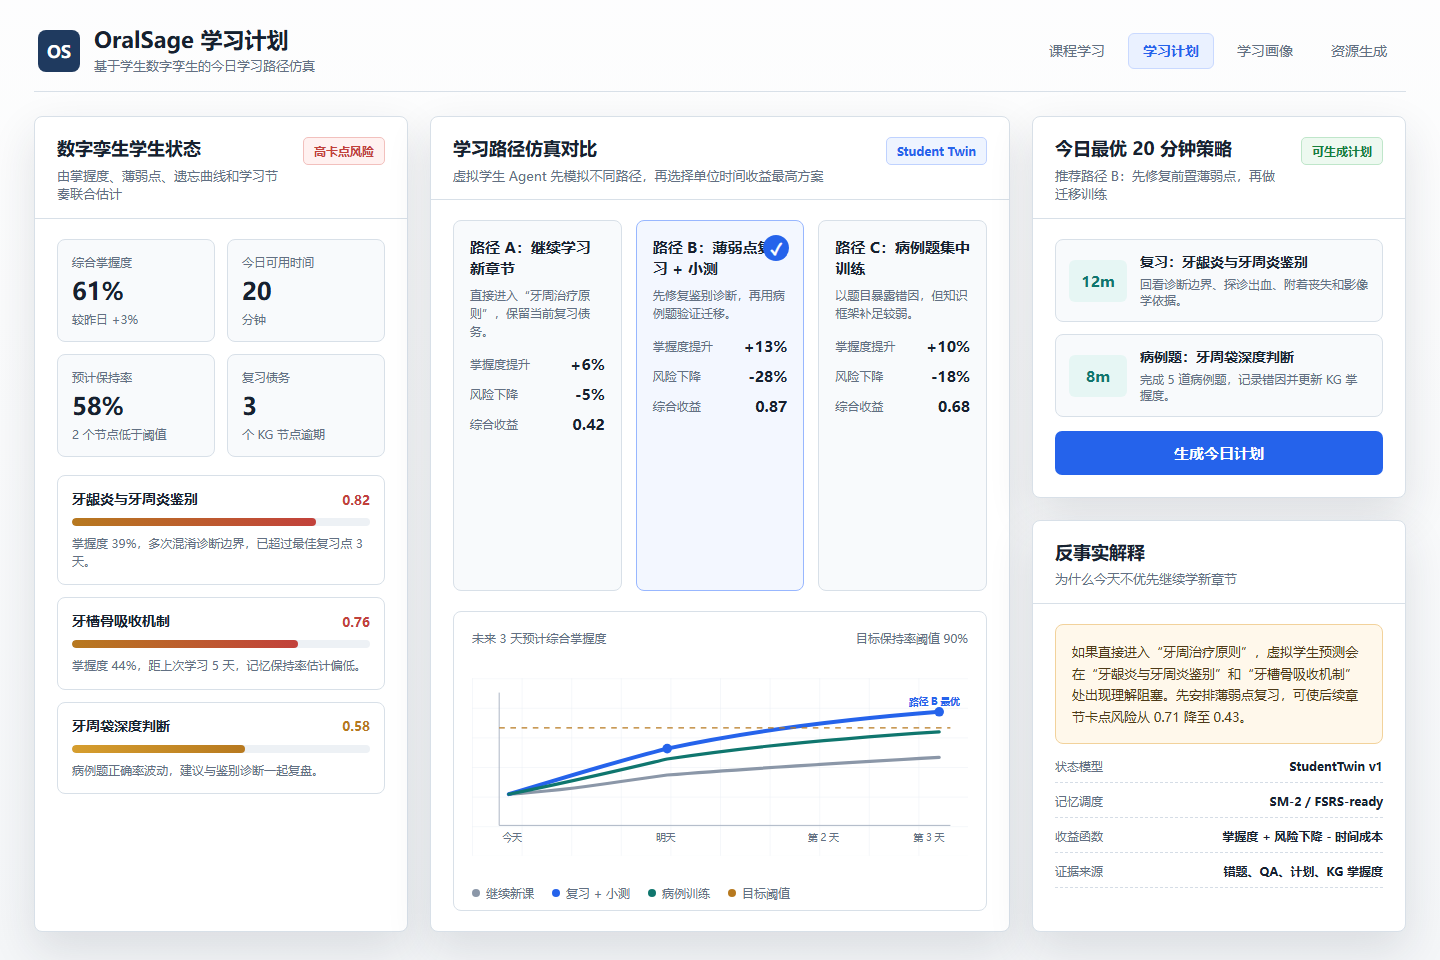 OS
OralSage 学习计划
基于学生数字孪生的今日学习路径仿真
课程学习
学习计划
学习画像
资源生成
数字孪生学生状态
高卡点风险
由掌握度、薄弱点、遗忘曲线和学习节
奏联合估计
综合掌握度
61%
较昨日 +3%
今日可用时间
20
分钟
预计保持率
58%
2 个节点低于阈值
复习债务
3
个 KG 节点逾期
牙龈炎与牙周炎鉴别
0.82
掌握度 39%，多次混淆诊断边界，已超过最佳复习点 3
天。
牙槽骨吸收机制
0.76
掌握度 44%，距上次学习 5 天，记忆保持率估计偏低。
牙周袋深度判断
0.58
病例题正确率波动，建议与鉴别诊断一起复盘。
学习路径仿真对比
Student Twin
虚拟学生 Agent 先模拟不同路径，再选择单位时间收益最高方案
路径 A：继续学习
新章节
直接进入“牙周治疗原
则”，保留当前复习债
务。
掌握度提升 +6%
风险下降 -5%
综合收益 0.42
路径 B：薄弱点复
习 + 小测
先修复鉴别诊断，再用病
例题验证迁移。
掌握度提升 +13%
风险下降 -28%
综合收益 0.87
路径 C：病例题集中
训练
以题目暴露错因，但知识
框架补足较弱。
掌握度提升 +10%
风险下降 -18%
综合收益 0.68
未来 3 天预计综合掌握度
目标保持率阈值 90%
路径 B 最优
今天
明天
第 2 天
第 3 天
继续新课
复习 + 小测
病例训练
目标阈值
今日最优 20 分钟策略
可生成计划
推荐路径 B：先修复前置薄弱点，再做
迁移训练
12m
复习：牙龈炎与牙周炎鉴别
回看诊断边界、探诊出血、附着丧失和影像
学依据。
8m
病例题：牙周袋深度判断
完成 5 道病例题，记录错因并更新 KG 掌
握度。
生成今日计划
反事实解释
为什么今天不优先继续学新章节
如果直接进入“牙周治疗原则”，虚拟学生预测会
在“牙龈炎与牙周炎鉴别”和“牙槽骨吸收机制”
处出现理解阻塞。先安排薄弱点复习，可使后续章
节卡点风险从 0.71 降至 0.43。
状态模型 StudentTwin v1
记忆调度 SM-2 / FSRS-ready
收益函数 掌握度 + 风险下降 - 时间成本
证据来源 错题、QA、计划、KG 掌握度